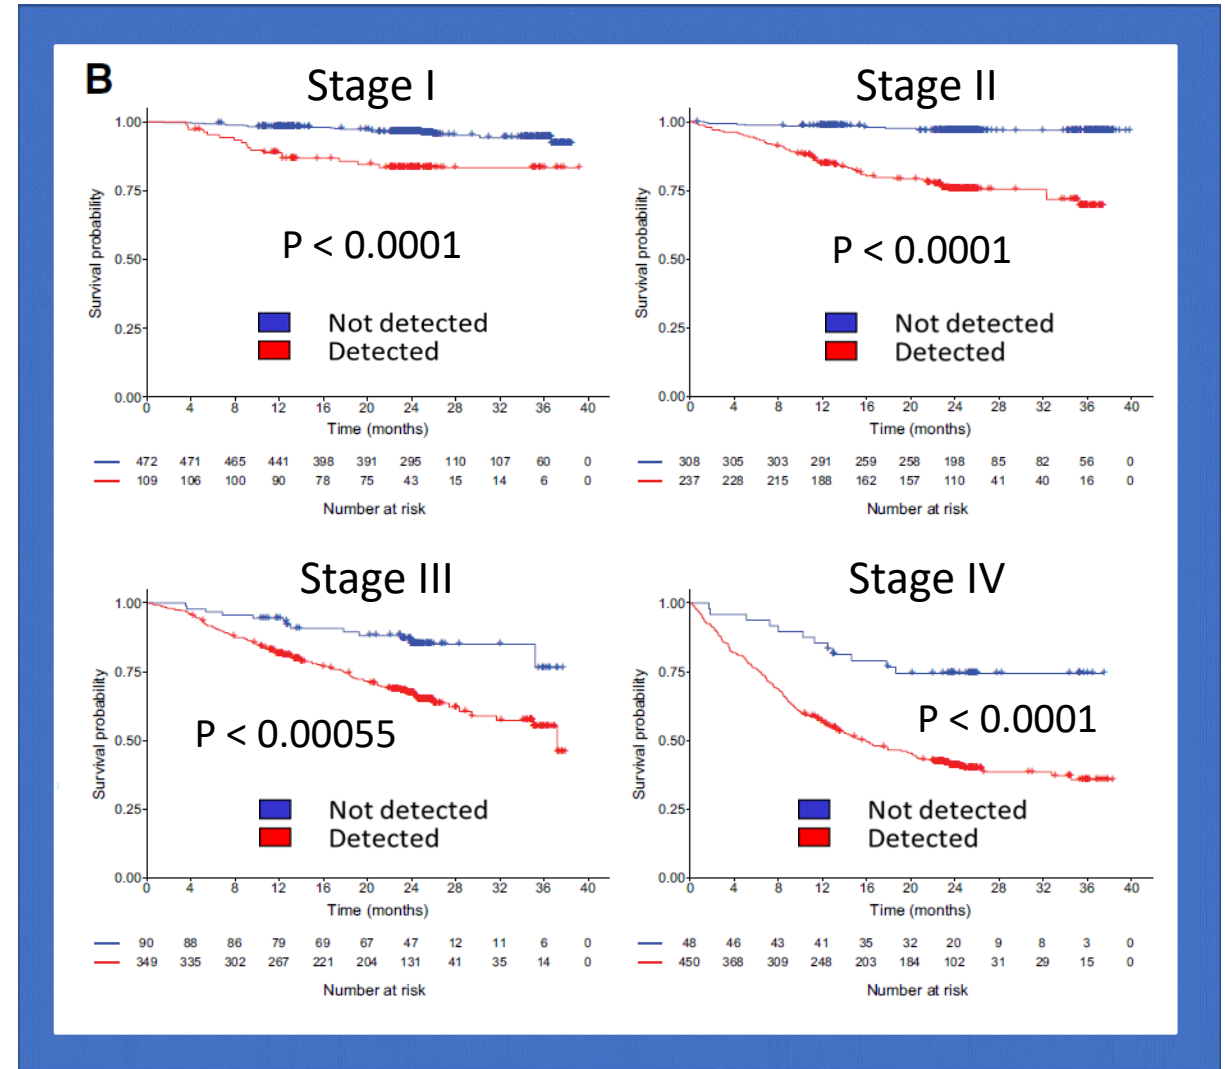 B
Stage I
Survival probability
1.00
0.75
0.50
0.25
0.00
P < 0.0001
Not detected
Detected
0 4 8 12 16 20 24 28 32 36 40
Time (months)
472 471 465 441 398 391 295 110 107 60 0
109 106 100 90 78 75 43 15 14 6 0
Number at risk
Stage II
Survival probability
1.00
0.75
0.50
0.25
0.00
P < 0.0001
Not detected
Detected
0 4 8 12 16 20 24 28 32 36 40
Time (months)
308 305 303 291 259 258 198 85 82 56 0
237 228 215 188 162 157 110 41 40 16 0
Number at risk
Stage III
Survival probability
1.00
0.75
0.50
0.25
0.00
P < 0.00055
Not detected
Detected
0 4 8 12 16 20 24 28 32 36 40
Time (months)
90 88 86 79 69 67 47 12 11 6 0
349 335 302 267 221 204 131 41 35 14 0
Number at risk
Stage IV
Survival probability
1.00
0.75
0.50
0.25
0.00
P < 0.0001
Not detected
Detected
0 4 8 12 16 20 24 28 32 36 40
Time (months)
48 46 43 41 35 32 20 9 8 3 0
450 368 309 248 203 184 102 31 29 15 0
Number at risk